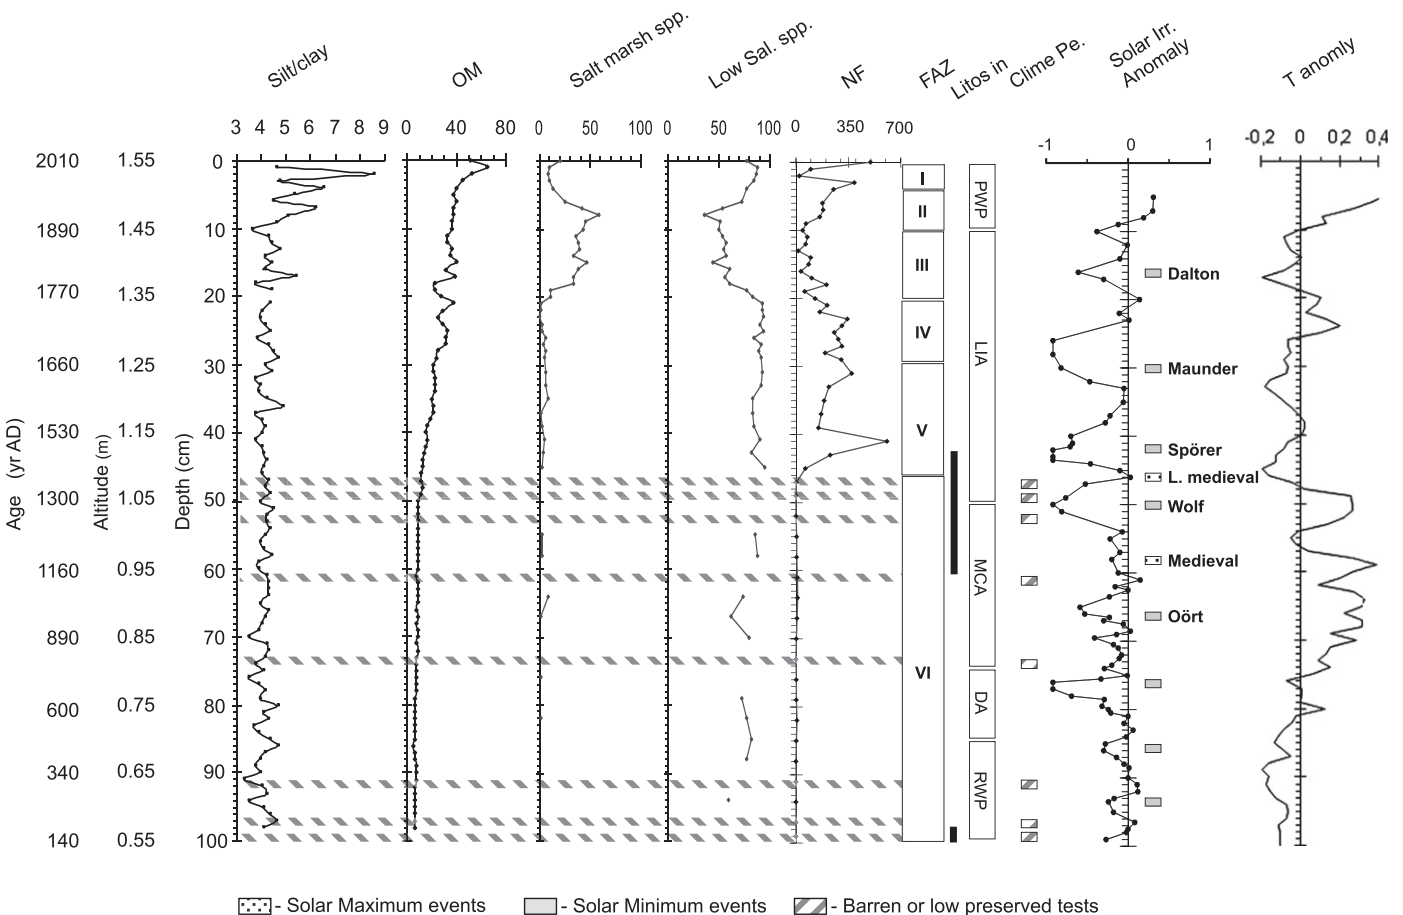 Silt/clay OM Salt marsh spp. Low Sal. spp. NF FAZ Litos in Clime Pe. Solar Irr. Anomaly T anomly
3 4 5 6 7 8 9 0 40 80 0 50 100 0 50 100 0 350 700 -1 0 1 -0,2 0 0,2 0,4
Age (yr AD) Altitude (m) Depth (cm)
2010 1.55 0
1890 1.45 10
1770 1.35 20
1660 1.25 30
1530 1.15 40
1300 1.05 50
1160 0.95 60
890 0.85 70
600 0.75 80
340 0.65 90
140 0.55 100
I
II
III
IV
V
VI
PWP
LIA
MCA
DA
RWP
Dalton
Maunder
Spörer
L. medieval
Wolf
Medieval
Oört
- Solar Maximum events - Solar Minimum events - Barren or low preserved tests